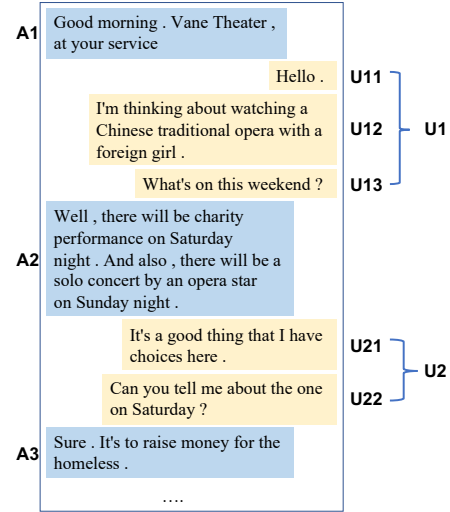 A1
Good morning . Vane Theater ,
at your service
Hello .
U11
I'm thinking about watching a
Chinese traditional opera with a
foreign girl .
U12
U1
What's on this weekend ?
U13
A2
Well , there will be charity
performance on Saturday
night . And also , there will be a
solo concert by an opera star
on Sunday night .
It's a good thing that I have
choices here .
U21
U2
Can you tell me about the one
on Saturday ?
U22
A3
Sure . It's to raise money for the
homeless .
....